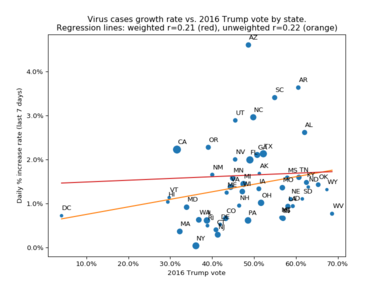 Virus cases growth rate vs. 2016 Trump vote by state.
Regression lines: weighted r=0.21 (red), unweighted r=0.22 (orange)
AZ
AR
4.0%
SC
UT
NC
3.0%
AL
CA
OR
NV
TX
2.0%
NM
MN
AK
MS
TN
OK
WY
IA
ND
SD
VT
HI
MD
NH
OH
NE
1.0%
DC
WA
CO
PA
WV
MA
NJ
NY
0.0%
10.0%
20.0%
30.0%
40.0%
50.0%
60.0%
70.0%
2016 Trump vote
Daily % increase rate (last 7 days)